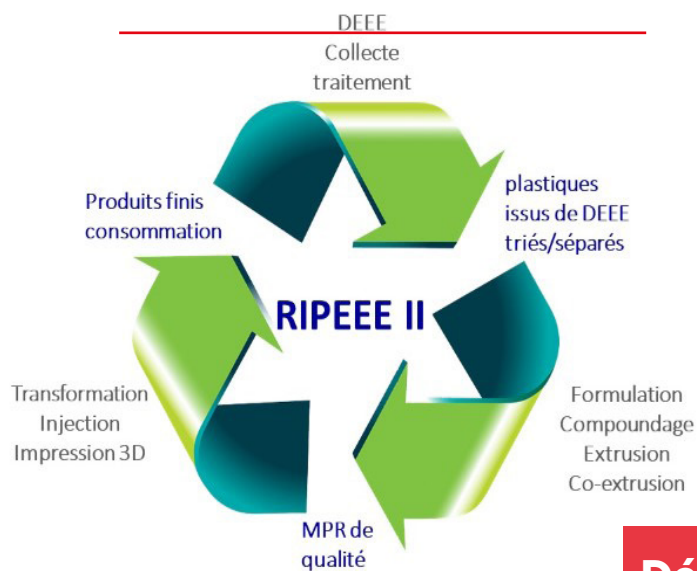 DEEE
Collecte
traitement
Produits finis
consommation
plastiques
issus de DEEE
triés/séparés
RIPEEE II
Transformation
Injection
Impression 3D
Formulation
Compoundage
Extrusion
Co-extrusion
MPR de
qualité